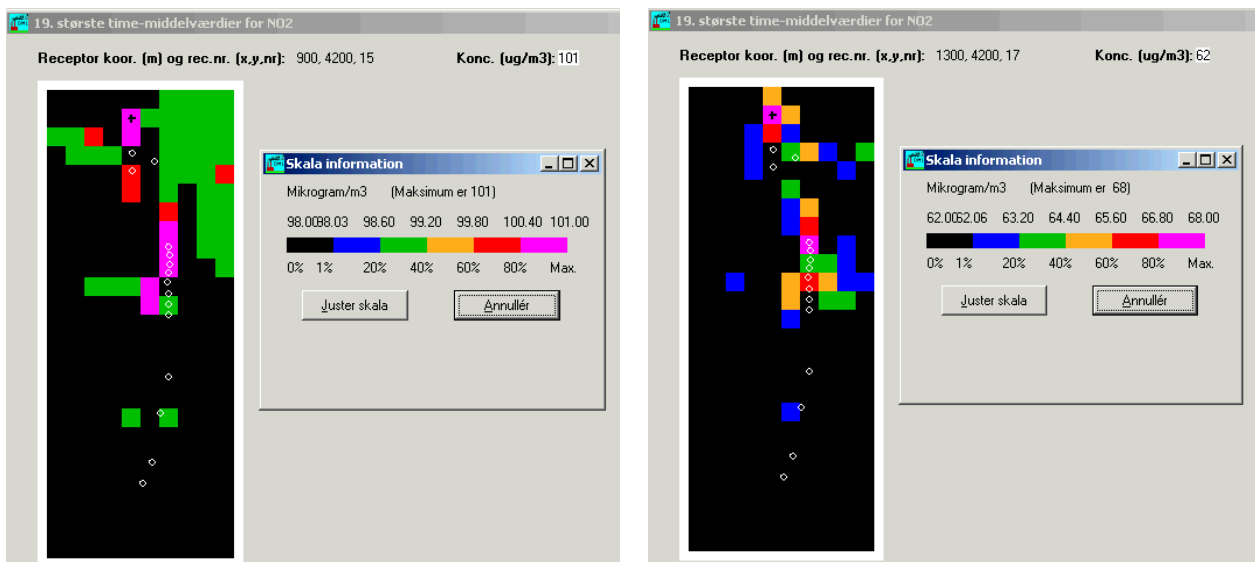 19. største time-middelværdier for NO2
Receptor koor. (m) og rec.nr. (x,y,nr): 900, 4200, 15 Konc. (ug/m3): 101
Skala information
Mikrogram/m3 (Maksimum er 101)
98.0098.03 98.60 99.20 99.80 100.40 101.00
0% 1% 20% 40% 60% 80% Max.
Juster skala Annullér
19. største time-middelværdier for NO2
Receptor koor. (m) og rec.nr. (x,y,nr): 1300, 4200, 17 Konc. (ug/m3): 62
Skala information
Mikrogram/m3 (Maksimum er 68)
62.0062.06 63.20 64.40 65.60 66.80 68.00
0% 1% 20% 40% 60% 80% Max.
Juster skala Annullér